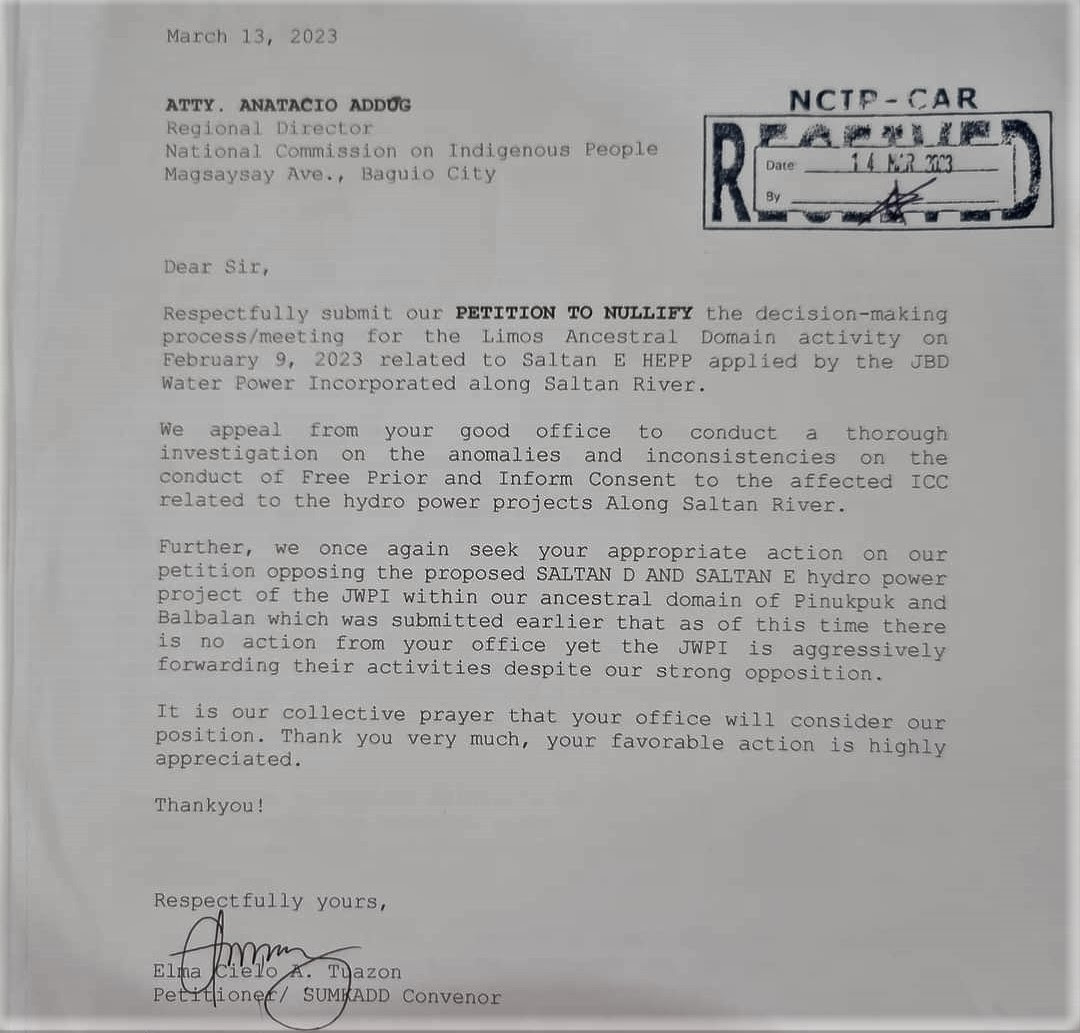 March 13, 2023
NCIP-CAR
ATTY. ANATACIO ADDOG
RECEIVED
Regional Director
National Commission on Indigenous People
Date 14 MAR 2023
Magsaysay Ave., Baguio City
By
Dear Sir,
Respectfully submit our PETITION TO NULLIFY the decision-making
process/meeting for the Limos Ancestral Domain activity on
February 9, 2023 related to Saltan E HEPP applied by the JBD
Water Power Incorporated along Saltan River.
We appeal from your good office to conduct a thorough
investigation on the anomalies and inconsistencies on the
conduct of Free Prior and Inform Consent to the affected ICC
related to the hydro power projects Along Saltan River.
Further, we once again seek your appropriate action on our
petition opposing the proposed SALTAN D AND SALTAN E hydro power
project of the JWPI within our ancestral domain of Pinukpuk and
Balbalan which was submitted earlier that as of this time there
is no action from your office yet the JWPI is aggressively
forwarding their activities despite our strong opposition.
It is our collective prayer that your office will consider our
position. Thank you very much, your favorable action is highly
appreciated.
Thankyou!
Respectfully yours,
Elma Cielo A. Tuazon
Petitioner/ SUMKADD Convenor